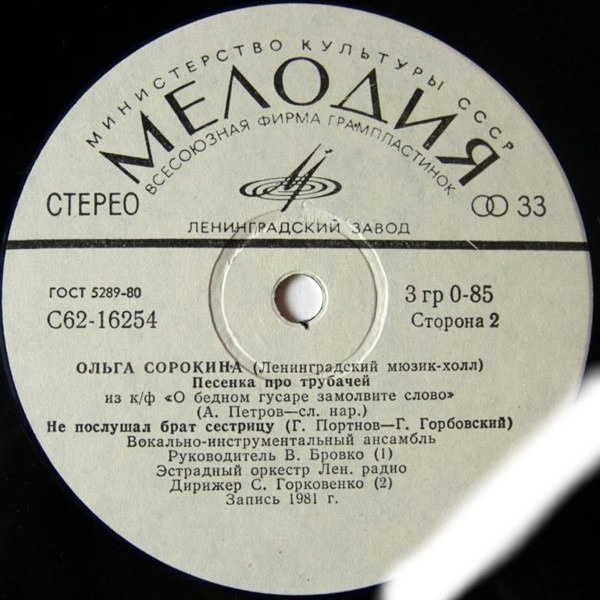 МИНИСТЕРСТВО КУЛЬТУРЫ СССР
МЕЛОДИЯ
ВСЕСОЮЗНАЯ ФИРМА ГРАМПЛАСТИНОК
СТЕРЕО
33
ЛЕНИНГРАДСКИЙ ЗАВОД
ГОСТ 5289-80
3 гр 0-85
С62-16254
Сторона 2
ОЛЬГА СОРОКИНА (Ленинградский мюзик-холл)
Песенка про трубачей
из к/ф «О бедном гусаре замолвите слово»
(А. Петров—сл. нар.)
Не послушал брат сестрицу (Г. Портнов—Г. Горбовский)
Вокально-инструментальный ансамбль
Руководитель В. Бровко (1)
Эстрадный оркестр Лен. радио
Дирижер С. Горковенко (2)
Запись 1981 г.